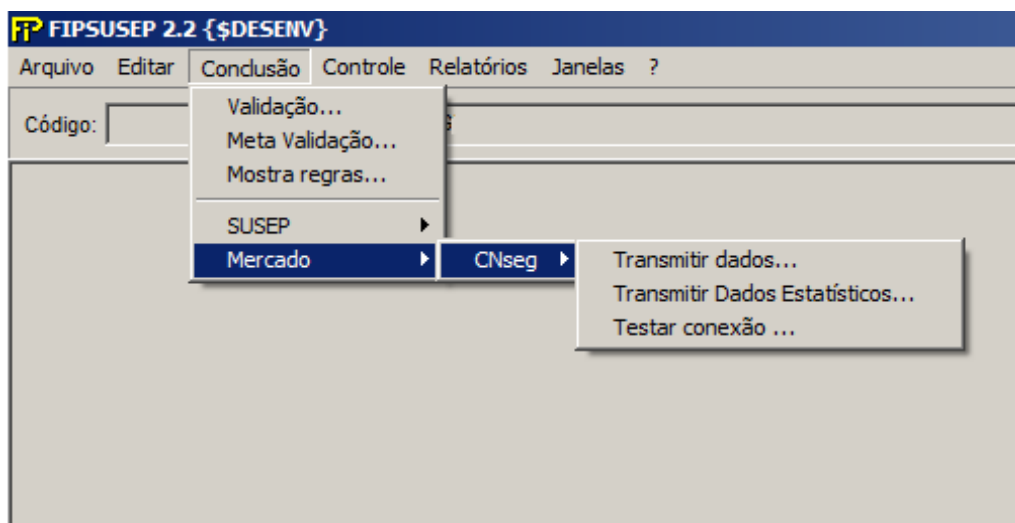 FIP FIPSUSEP 2.2 {$DESENV}
Arquivo Editar Conclusão Controle Relatórios Janelas ?
Código:
Validação...
Meta Validação...
Mostra regras...
SUSEP
Mercado
CNseg
Transmitir dados...
Transmitir Dados Estatísticos...
Testar conexão ...